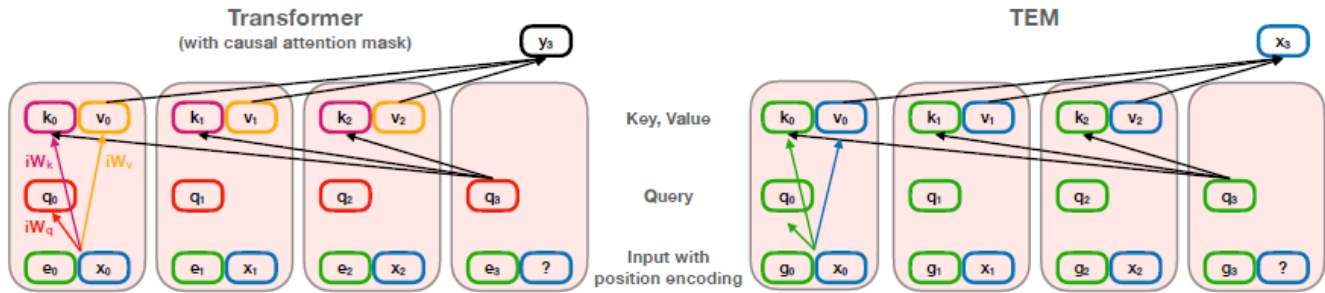 Transformer
(with causal attention mask)
y₃
k₀ v₀ k₁ v₁ k₂ v₂
iWₖ iWᵥ
q₀ q₁ q₂ q₃
iW_q
e₀ x₀ e₁ x₁ e₂ x₂ e₃ ?
Key, Value
Query
Input with
position encoding
TEM
x₃
k₀ v₀ k₁ v₁ k₂ v₂
q₀ q₁ q₂ q₃
g₀ x₀ g₁ x₁ g₂ x₂ g₃ ?